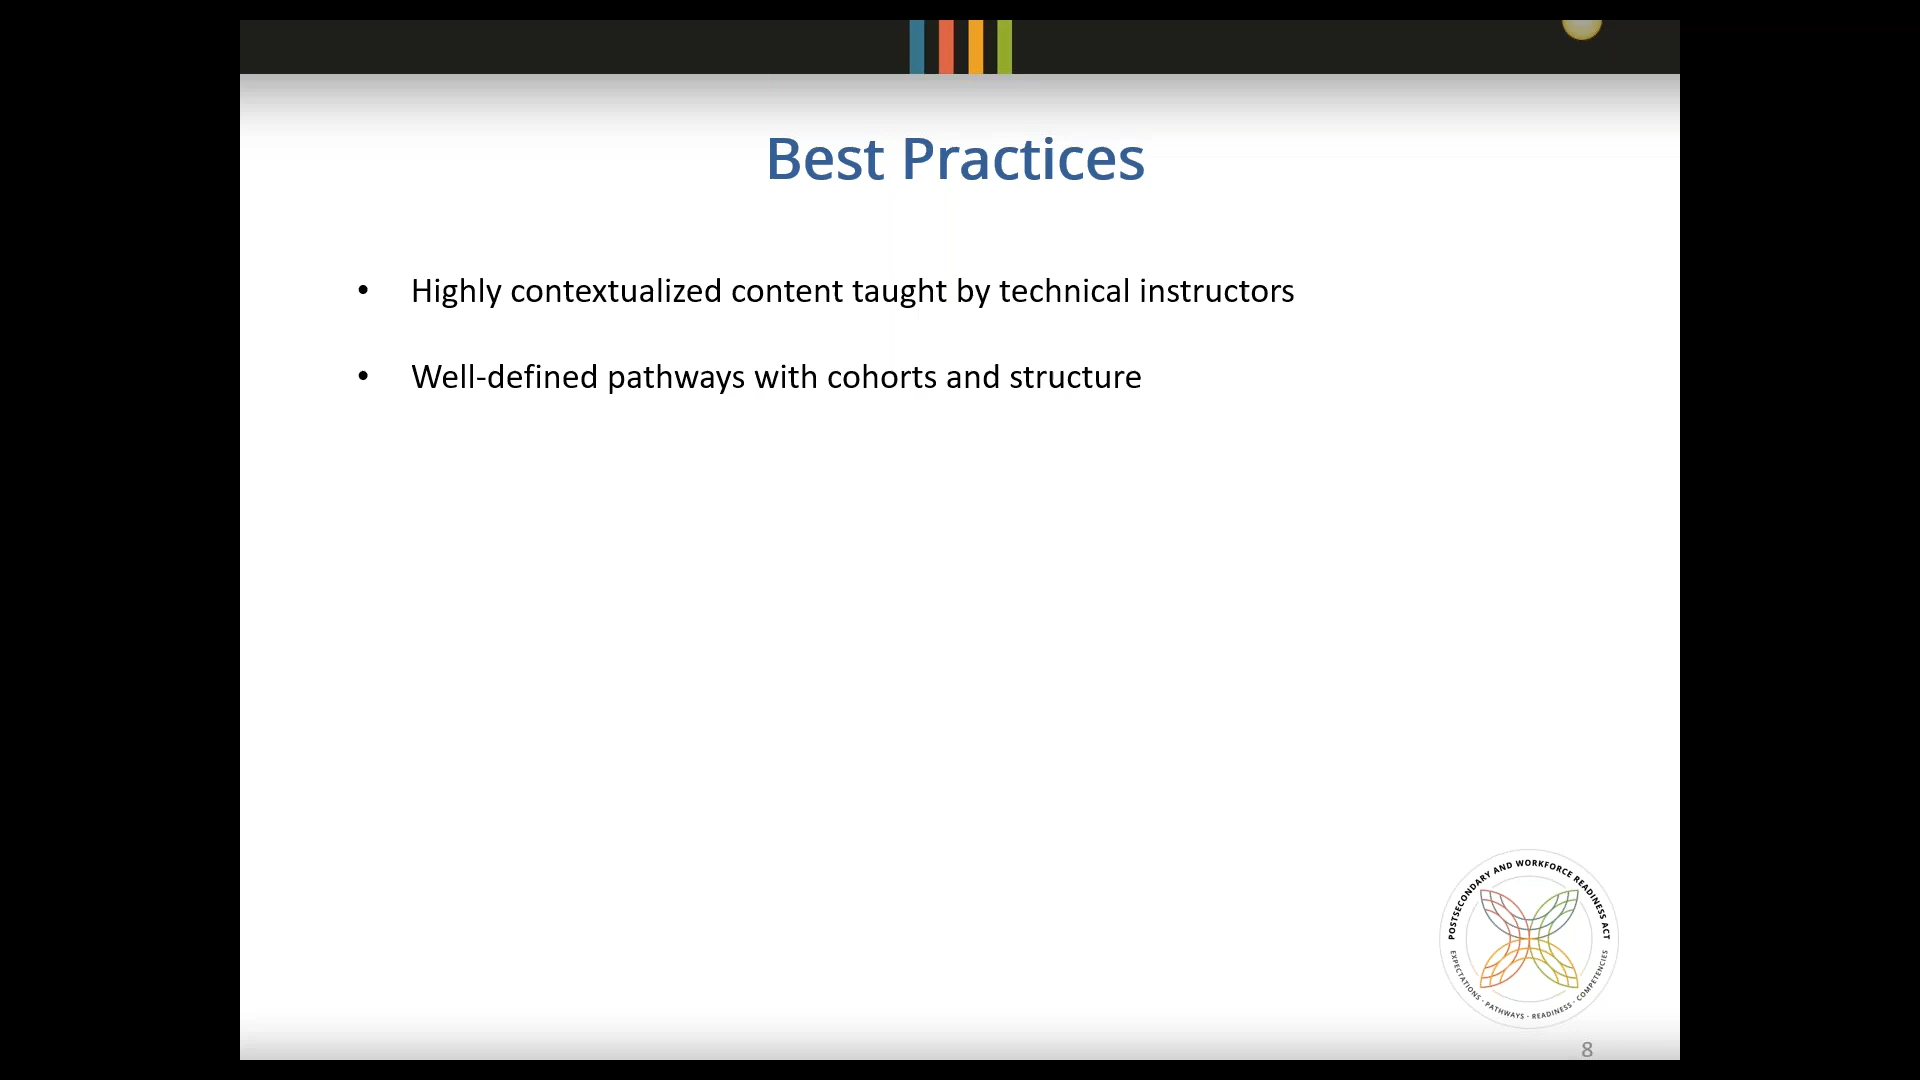 Best Practices
• Highly contextualized content taught by technical instructors
• Well-defined pathways with cohorts and structure
POSTSECONDARY AND WORKFORCE READINESS ACT
EXPECTATIONS · PATHWAYS · READINESS · COMPETENCIES
8